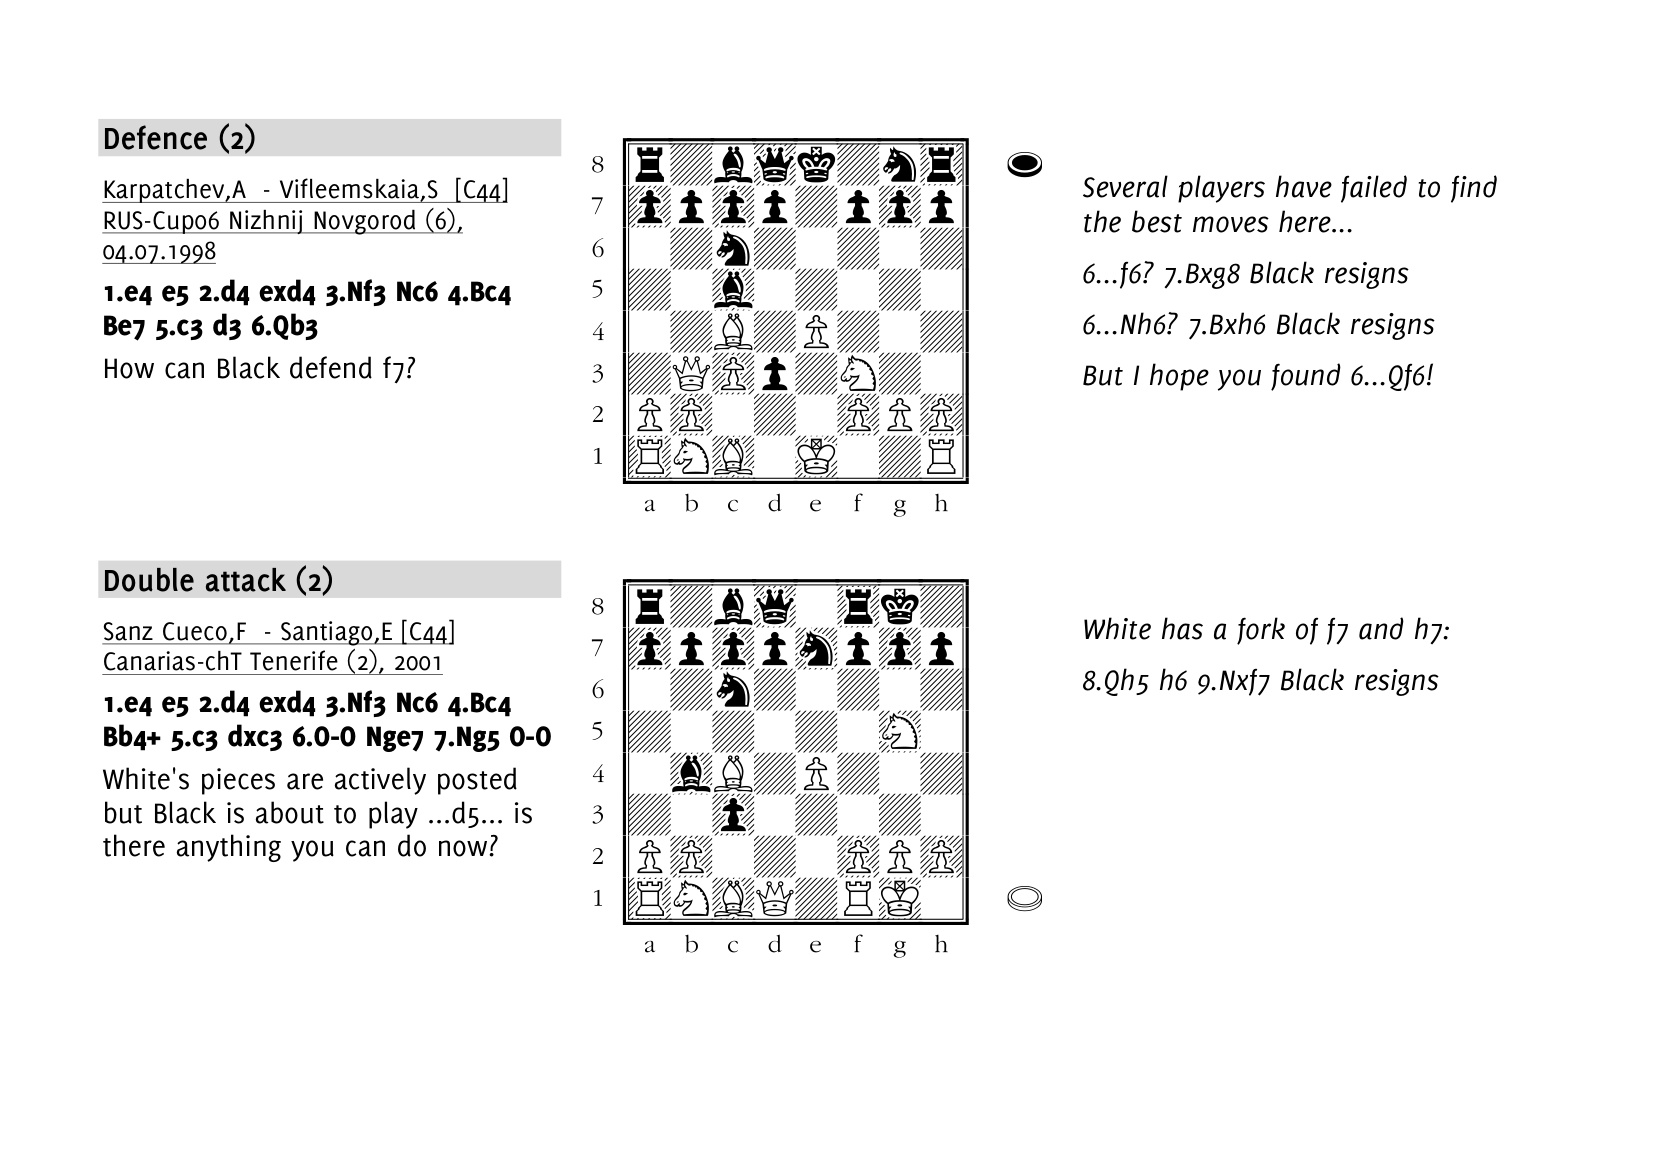 Defence (2)
Karpatchev,A - Vifleemskaia,S [C44]
RUS-Cup06 Nizhnij Novgorod (6),
04.07.1998
1.e4 e5 2.d4 exd4 3.Nf3 Nc6 4.Bc4
Be7 5.c3 d3 6.Qb3
How can Black defend f7?
8
7
6
5
4
3
2
1
a b c d e f g h
Several players have failed to find
the best moves here...
6...f6? 7.Bxg8 Black resigns
6...Nh6? 7.Bxh6 Black resigns
But I hope you found 6...Qf6!
Double attack (2)
Sanz Cueco,F - Santiago,E [C44]
Canarias-chT Tenerife (2), 2001
1.e4 e5 2.d4 exd4 3.Nf3 Nc6 4.Bc4
Bb4+ 5.c3 dxc3 6.0-0 Nge7 7.Ng5 0-0
White's pieces are actively posted
but Black is about to play ...d5... is
there anything you can do now?
8
7
6
5
4
3
2
1
a b c d e f g h
White has a fork of f7 and h7:
8.Qh5 h6 9.Nxf7 Black resigns